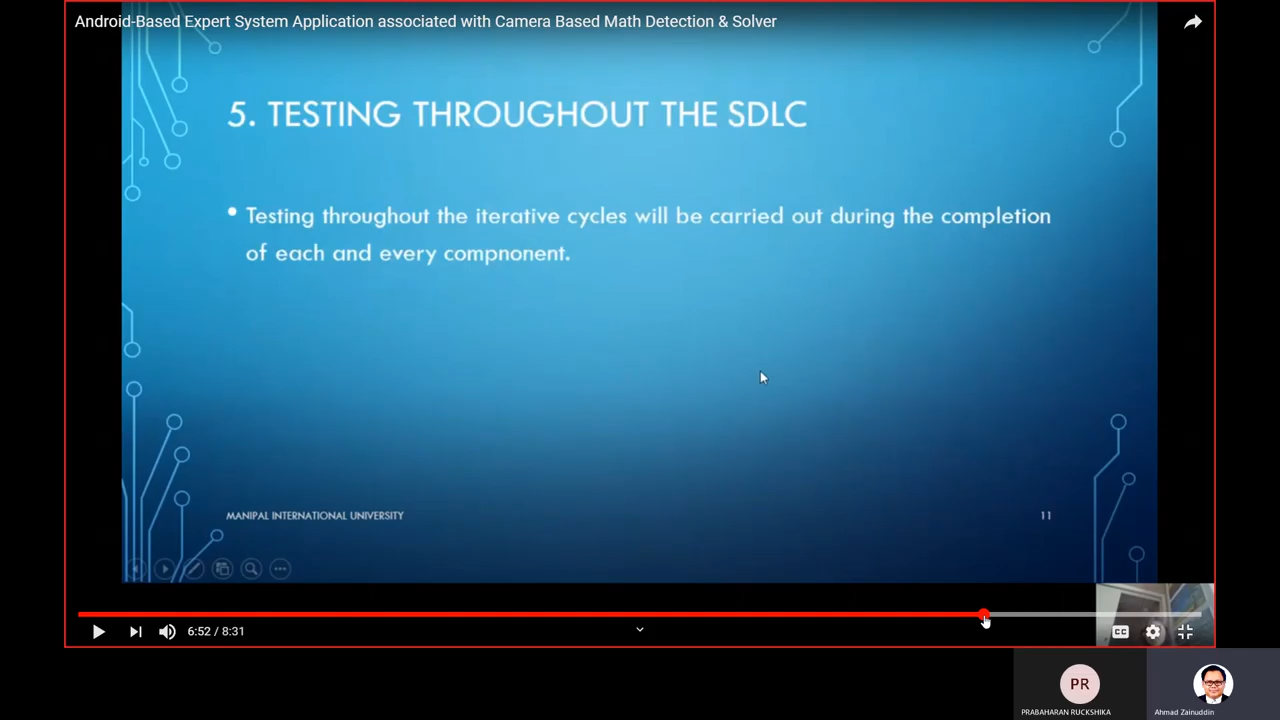 Android-Based Expert System Application associated with Camera Based Math Detection & Solver
5. TESTING THROUGHOUT THE SDLC
• Testing throughout the iterative cycles will be carried out during the completion
of each and every compnonent.
MANIPAL INTERNATIONAL UNIVERSITY
11
6:52 / 8:31
CC
PR
PRABAHARAN RUCKSHIKA
Ahmad Zainuddin